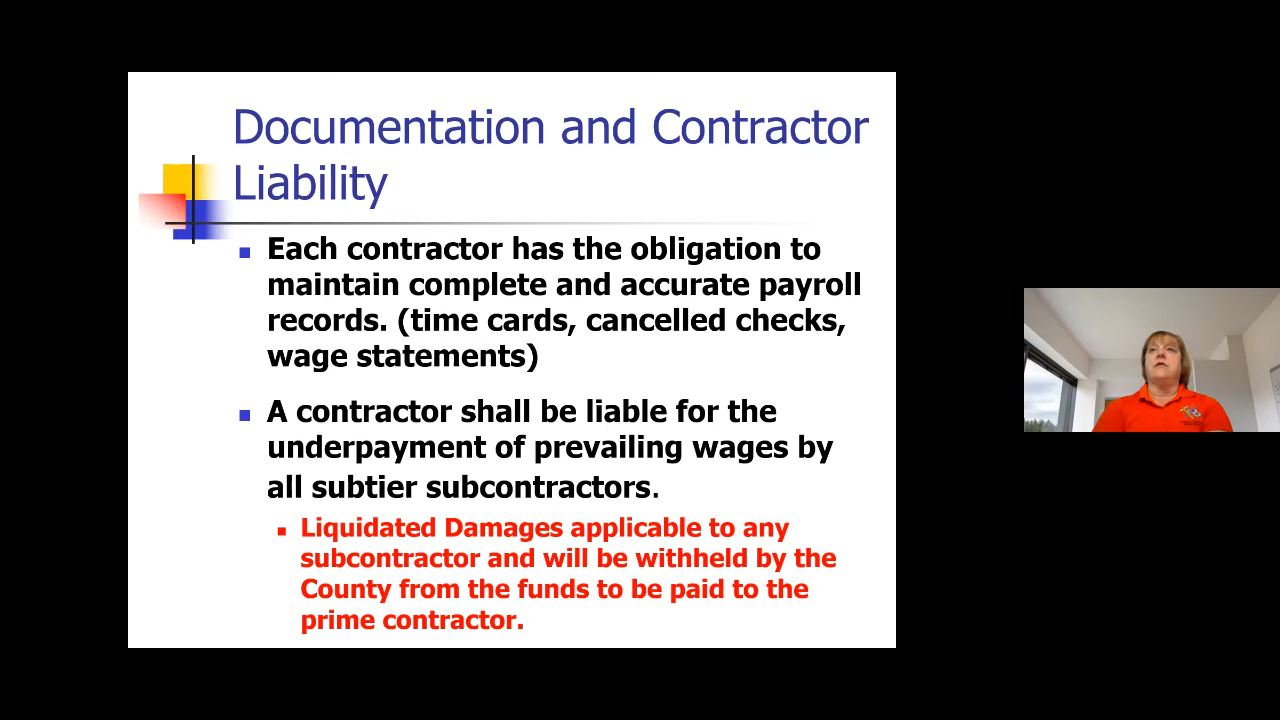 Documentation and Contractor
Liability
Each contractor has the obligation to
maintain complete and accurate payroll
records. (time cards, cancelled checks,
wage statements)
A contractor shall be liable for the
underpayment of prevailing wages by
all subtier subcontractors.
Liquidated Damages applicable to any
subcontractor and will be withheld by the
County from the funds to be paid to the
prime contractor.